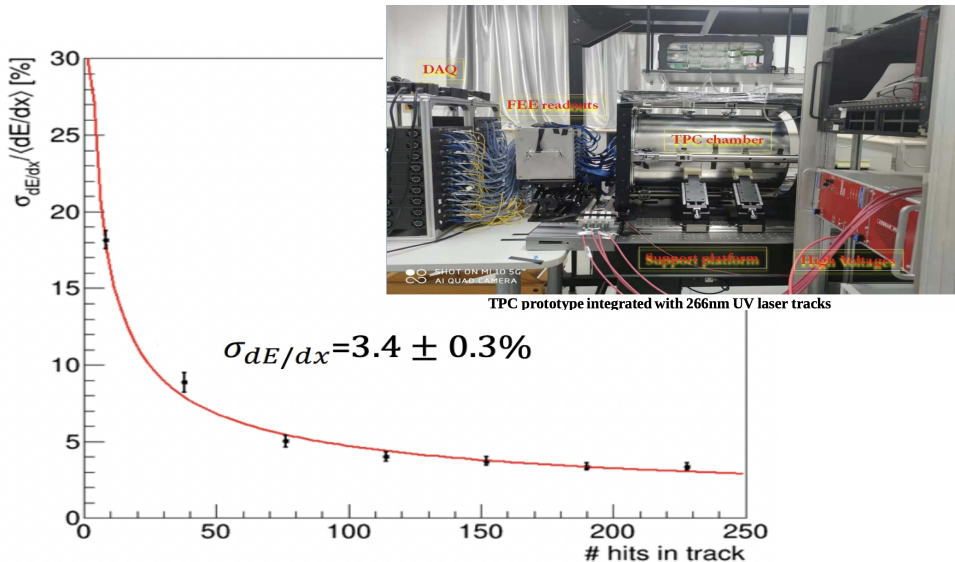 DAQ
FEE readouts
TPC chamber
Support platform
High Voltages
SHOT ON MI 10 5G
AI QUAD CAMERA
TPC prototype integrated with 266nm UV laser tracks
σdE/dx/⟨dE/dx⟩ [%]
30
25
20
15
10
5
0
σdE/dx=3.4 ± 0.3%
0 50 100 150 200 250
# hits in track